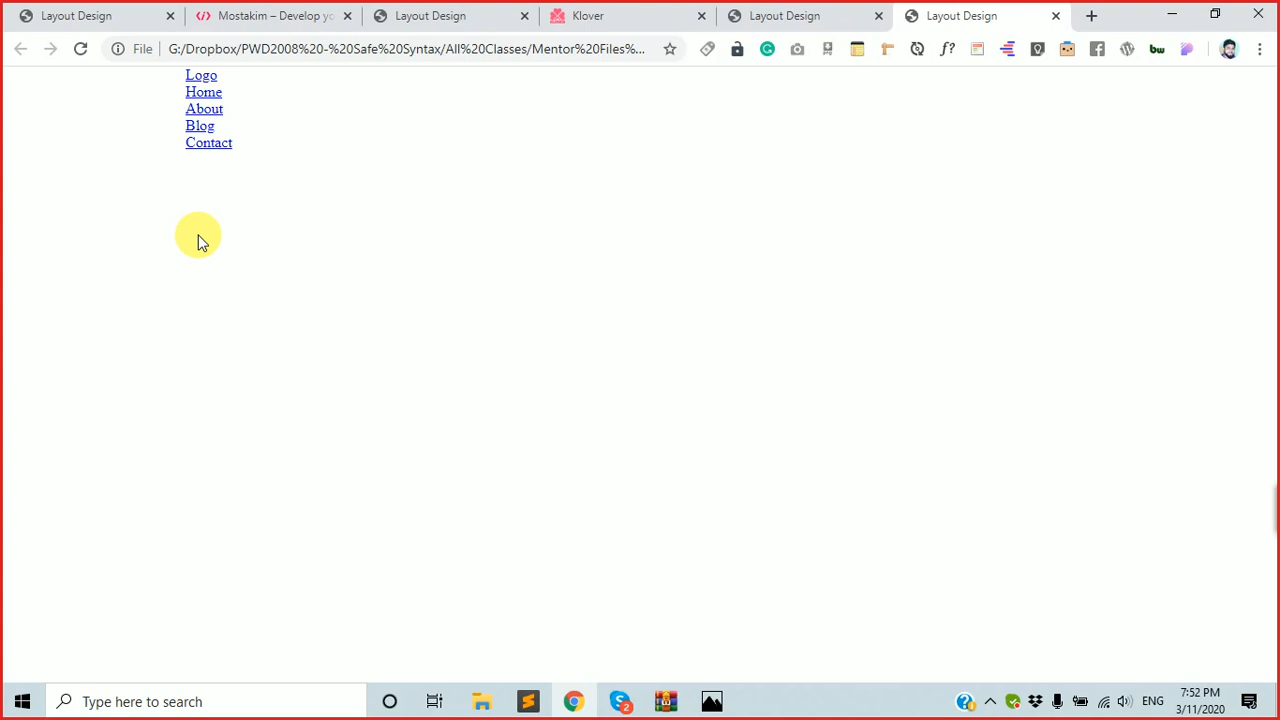 Layout Design
Mostakim – Develop yo
Layout Design
Klover
Layout Design
Layout Design
File
G:/Dropbox/PWD2008%20-%20Safe%20Syntax/All%20Classes/Mentor%20Files%...
f?
bw
Logo
Home
About
Blog
Contact
Type here to search
2
ENG
7:52 PM
3/11/2020